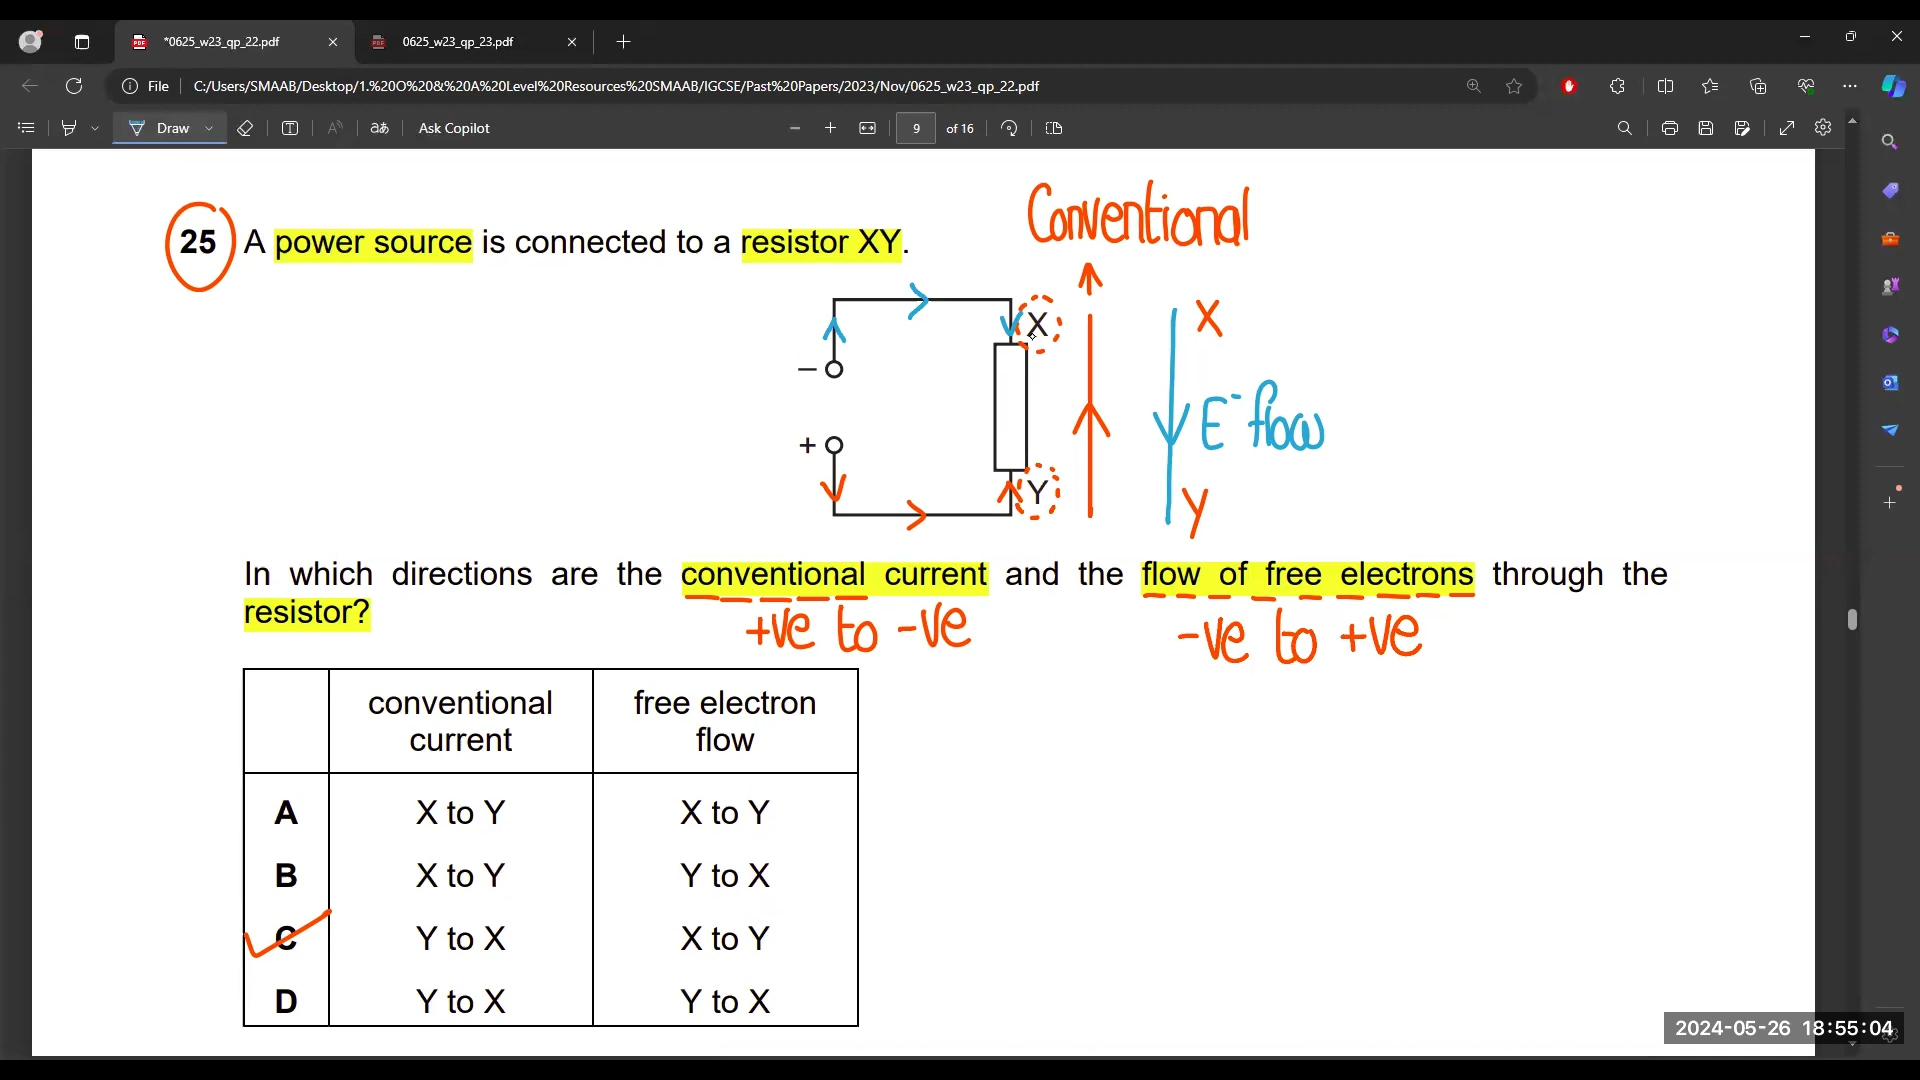 *0625_w23_qp_22.pdf
0625_w23_qp_23.pdf
File
C:/Users/SMAAB/Desktop/1.%20O%20&%20A%20Level%20Resources%20SMAAB/IGCSE/Past%20Papers/2023/Nov/0625_w23_qp_22.pdf
Draw
Ask Copilot
9 of 16
Conventional
25 A power source is connected to a resistor XY.
X
X
−
E⁻ flow
+
Y
Y
In which directions are the conventional current and the flow of free electrons through the
resistor?
+ve to -ve
-ve to +ve
conventional current
free electron flow
A X to Y X to Y
B X to Y Y to X
C Y to X X to Y
D Y to X Y to X
2024-05-26 18:55:04